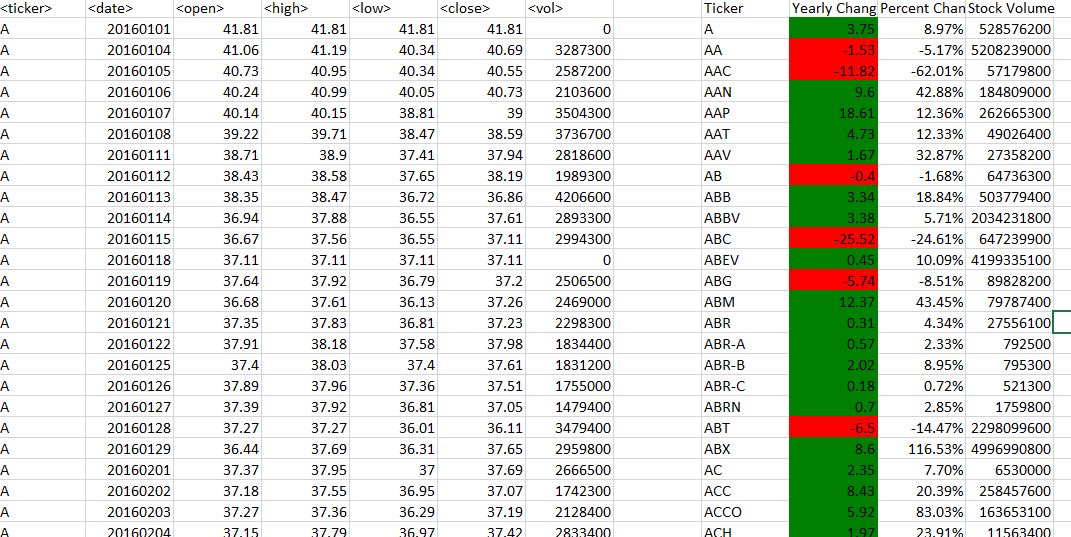 <ticker> <date> <open> <high> <low> <close> <vol> Ticker Yearly Chang Percent Chan Stock Volume
A 20160101 41.81 41.81 41.81 41.81 0 A 3.75 8.97% 528576200
A 20160104 41.06 41.19 40.34 40.69 3287300 AA -1.53 -5.17% 5208239000
A 20160105 40.73 40.95 40.34 40.55 2587200 AAC -11.82 -62.01% 57179800
A 20160106 40.24 40.99 40.05 40.73 2103600 AAN 9.6 42.88% 184809000
A 20160107 40.14 40.15 38.81 39 3504300 AAP 18.61 12.36% 262665300
A 20160108 39.22 39.71 38.47 38.59 3736700 AAT 4.73 12.33% 49026400
A 20160111 38.71 38.9 37.41 37.94 2818600 AAV 1.67 32.87% 27358200
A 20160112 38.43 38.58 37.65 38.19 1989300 AB -0.4 -1.68% 64736300
A 20160113 38.35 38.47 36.72 36.86 4206600 ABB 3.34 18.84% 503779400
A 20160114 36.94 37.88 36.55 37.61 2893300 ABBV 3.38 5.71% 2034231800
A 20160115 36.67 37.56 36.55 37.11 2994300 ABC -25.52 -24.61% 647239900
A 20160118 37.11 37.11 37.11 37.11 0 ABEV 0.45 10.09% 4199335100
A 20160119 37.64 37.92 36.79 37.2 2506500 ABG -5.74 -8.51% 89828200
A 20160120 36.68 37.61 36.13 37.26 2469000 ABM 12.37 43.45% 79787400
A 20160121 37.35 37.83 36.81 37.23 2298300 ABR 0.31 4.34% 27556100
A 20160122 37.91 38.18 37.58 37.98 1834400 ABR-A 0.57 2.33% 792500
A 20160125 37.4 38.03 37.4 37.61 1831200 ABR-B 2.02 8.95% 795300
A 20160126 37.89 37.96 37.36 37.51 1755000 ABR-C 0.18 0.72% 521300
A 20160127 37.39 37.92 36.81 37.05 1479400 ABRN 0.7 2.85% 1759800
A 20160128 37.27 37.27 36.01 36.11 3479400 ABT -6.5 -14.47% 2298099600
A 20160129 36.44 37.69 36.31 37.65 2959800 ABX 8.6 116.53% 4996990800
A 20160201 37.37 37.95 37 37.69 2666500 AC 2.35 7.70% 6530000
A 20160202 37.18 37.55 36.95 37.07 1742300 ACC 8.43 20.39% 258457600
A 20160203 37.27 37.36 36.29 37.19 2128400 ACCO 5.92 83.03% 163653100
A 20160204 37.15 37.79 36.97 37.42 2833400 ACH 1.97 23.91% 11563400